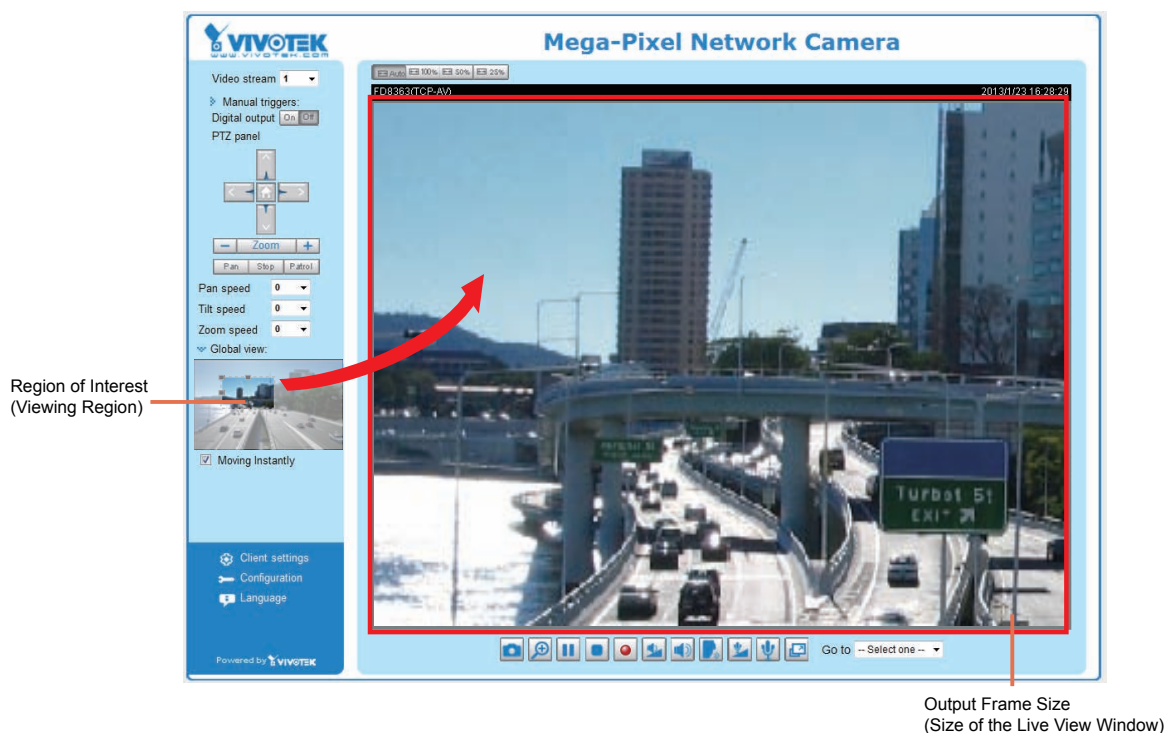 VIVOTEK
www.vivotek.com
Mega-Pixel Network Camera
Video stream 1
Manual triggers:
Digital output On Off
PTZ panel
Zoom
Pan Stop Patrol
Pan speed 0
Tilt speed 0
Zoom speed 0
Global view:
Moving Instantly
Client settings
Configuration
Language
Powered by VIVOTEK
Auto 100% 50% 25%
FD8363(TCP-AV) 2013/1/23 16:28:29
Turbot St
EXIT
Go to -- Select one --
Region of Interest
(Viewing Region)
Output Frame Size
(Size of the Live View Window)